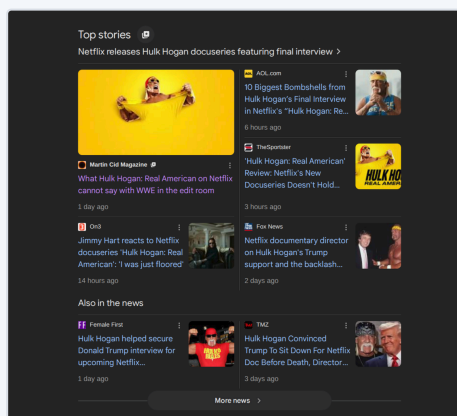 Top stories
Netflix releases Hulk Hogan docuseries featuring final interview
Martin Cid Magazine
What Hulk Hogan: Real American on Netflix
cannot say with WWE in the edit room
1 day ago
AOL.com
10 Biggest Bombshells from
Hulk Hogan's Final Interview
in Netflix's "Hulk Hogan: Re...
6 hours ago
TheSportster
'Hulk Hogan: Real American'
Review: Netflix's New
Docuseries Doesn't Hold...
3 hours ago
HULK HO
REAL AMER
On3
Jimmy Hart reacts to Netflix
docuseries 'Hulk Hogan: Real
American': 'I was just floored'
14 hours ago
Fox News
Netflix documentary director
on Hulk Hogan's Trump
support and the backlash...
2 days ago
Also in the news
Female First
Hulk Hogan helped secure
Donald Trump interview for
upcoming Netflix...
1 day ago
TMZ
Hulk Hogan Convinced
Trump To Sit Down For Netflix
Doc Before Death, Director...
3 days ago
More news